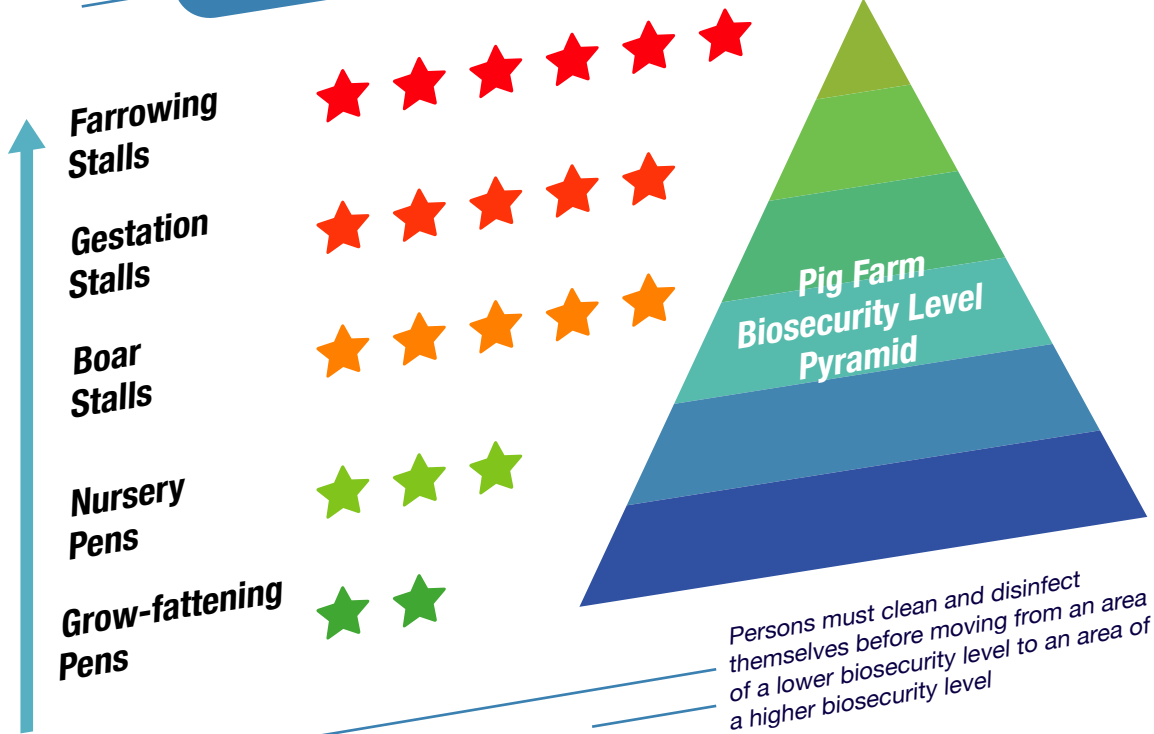 Farrowing
Stalls
Gestation
Stalls
Boar
Stalls
Nursery
Pens
Grow-fattening
Pens
Pig Farm
Biosecurity Level
Pyramid
Persons must clean and disinfect
themselves before moving from an area
of a lower biosecurity level to an area of
a higher biosecurity level